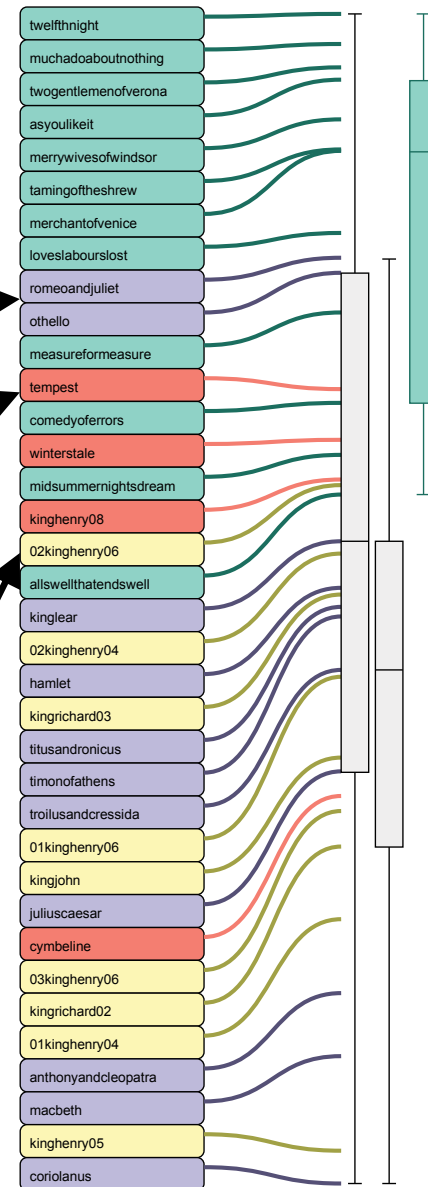 twelfthnight
muchadoaboutnothing
twogentlemenofverona
asyoulikeit
merrywivesofwindsor
tamingoftheshrew
merchantofvenice
loveslabourslost
romeoandjuliet
othello
measureformeasure
tempest
comedyoferrors
winterstale
midsummernightsdream
kinghenry08
02kinghenry06
allswellthatendswell
kinglear
02kinghenry04
hamlet
kingrichard03
titusandronicus
timonofathens
troilusandcressida
01kinghenry06
kingjohn
juliuscaesar
cymbeline
03kinghenry06
kingrichard02
01kinghenry04
anthonyandcleopatra
macbeth
kinghenry05
coriolanus